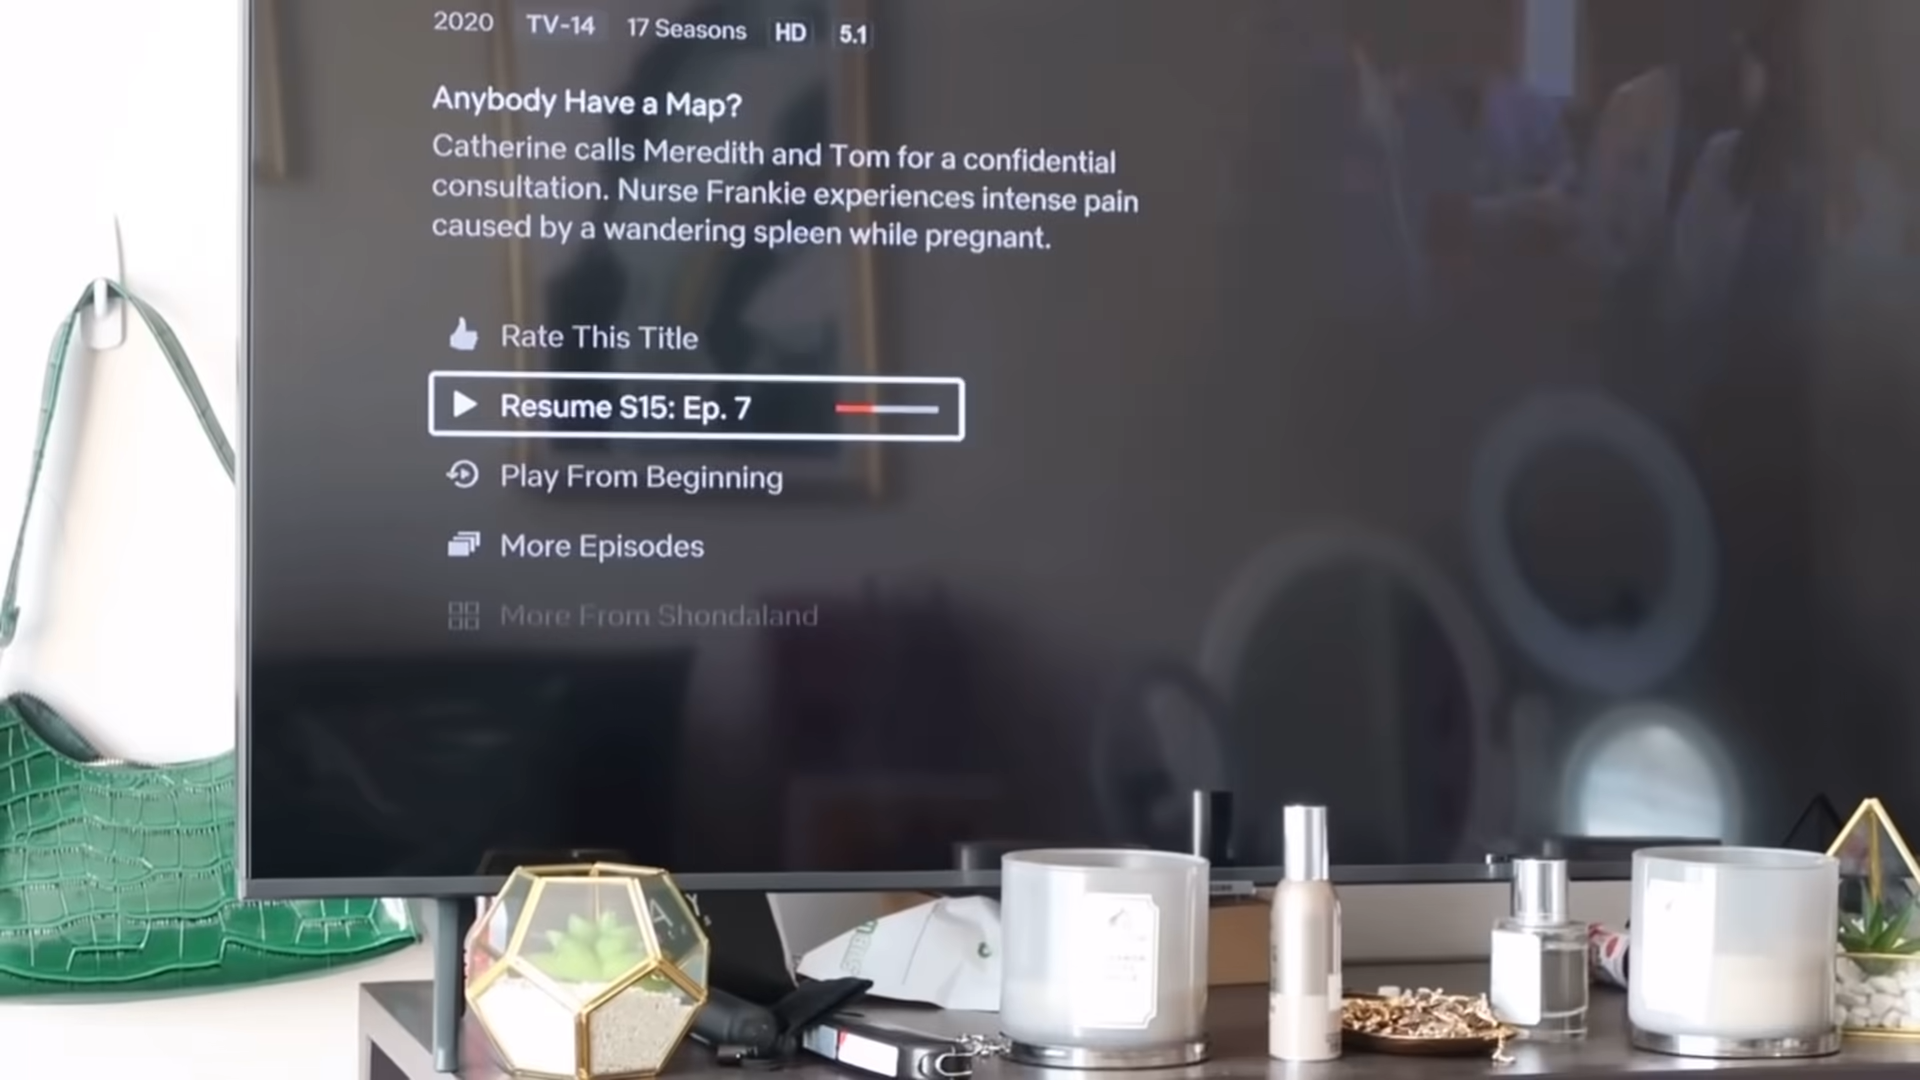 2020 TV-14 17 Seasons HD 5.1
Anybody Have a Map?
Catherine calls Meredith and Tom for a confidential
consultation. Nurse Frankie experiences intense pain
caused by a wandering spleen while pregnant.
Rate This Title
Resume S15: Ep. 7
Play From Beginning
More Episodes
More From Shondaland